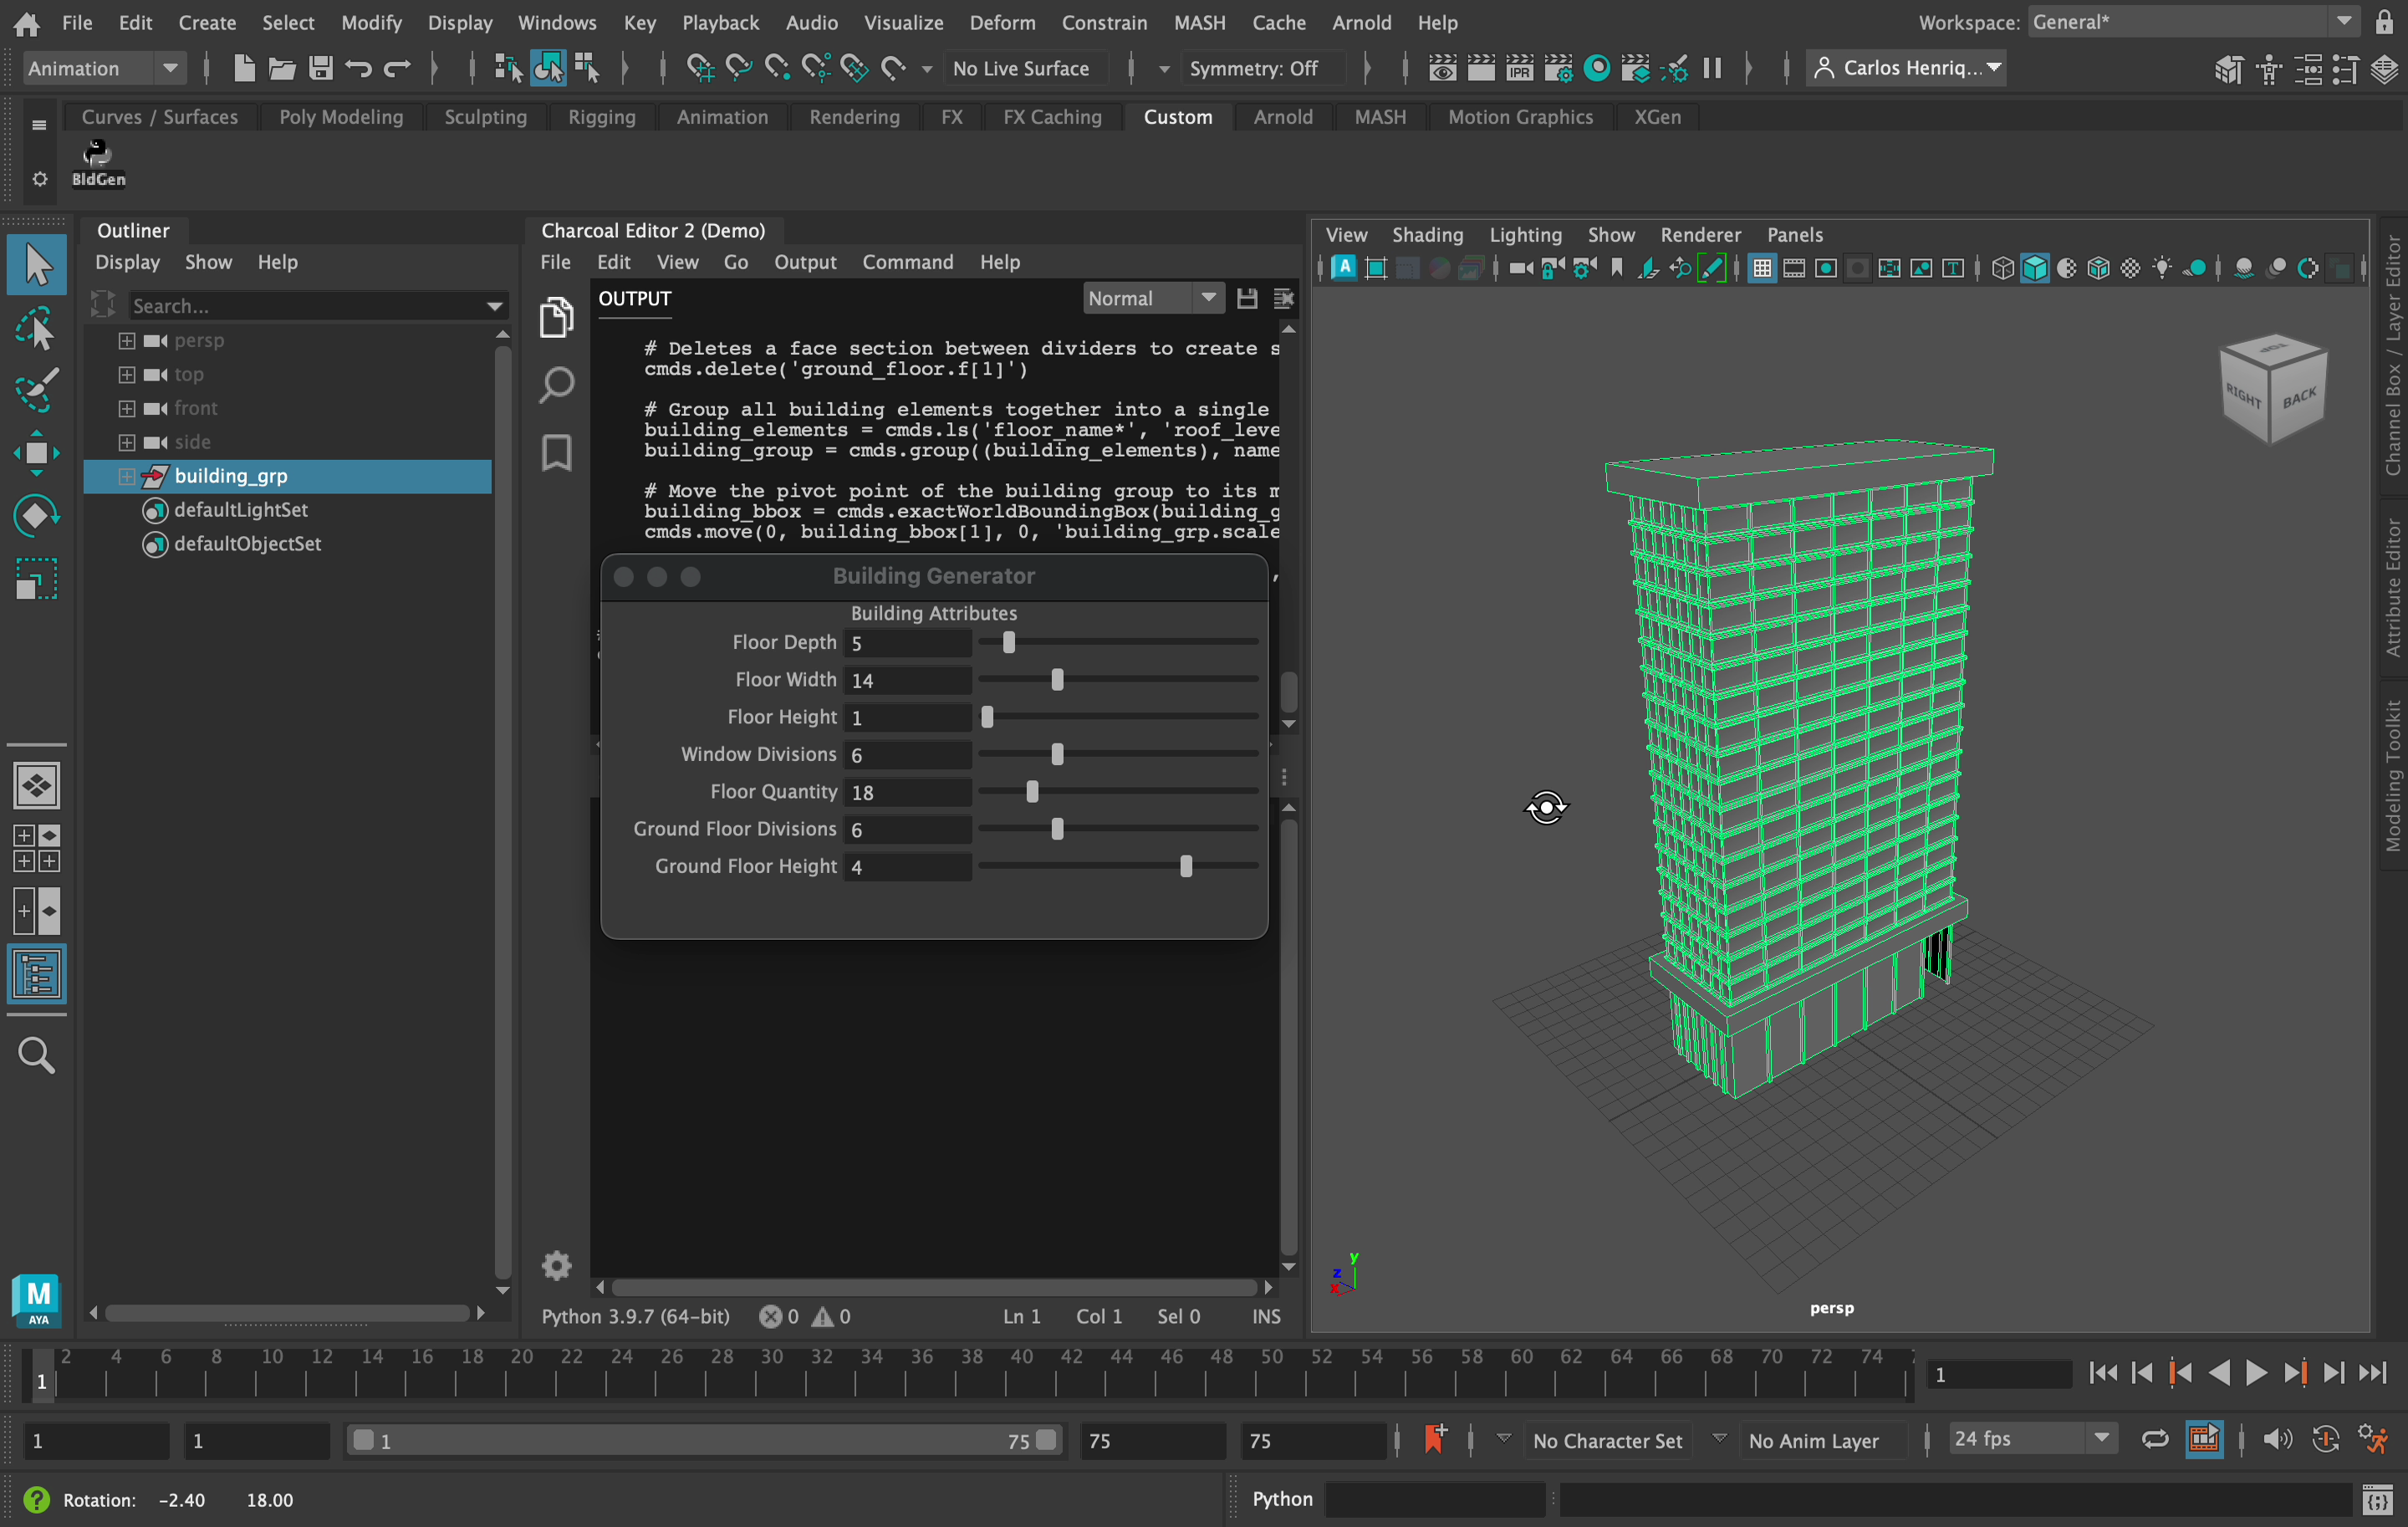 File Edit Create Select Modify Display Windows Key Playback Audio Visualize Deform Constrain MASH Cache Arnold Help
Workspace: General*
Animation No Live Surface Symmetry: Off IPR Carlos Henriq...
Curves / Surfaces Poly Modeling Sculpting Rigging Animation Rendering FX FX Caching Custom Arnold MASH Motion Graphics XGen
BldGen
Outliner
Display Show Help
Search...
persp
top
front
side
building_grp
defaultLightSet
defaultObjectSet
Charcoal Editor 2 (Demo)
File Edit View Go Output Command Help
OUTPUT Normal
# Deletes a face section between dividers to create s
cmds.delete('ground_floor.f[1]')
# Group all building elements together into a single
building_elements = cmds.ls('floor_name*', 'roof_leve
building_group = cmds.group((building_elements), name
# Move the pivot point of the building group to its m
building_bbox = cmds.exactWorldBoundingBox(building_g
cmds.move(0, building_bbox[1], 0, 'building_grp.scale
Building Generator
Building Attributes
Floor Depth 5
Floor Width 14
Floor Height 1
Window Divisions 6
Floor Quantity 18
Ground Floor Divisions 6
Ground Floor Height 4
Python 3.9.7 (64-bit) 0 0 Ln 1 Col 1 Sel 0 INS
View Shading Lighting Show Renderer Panels
TOP
RIGHT BACK
y
z
x
persp
Channel Box / Layer Editor
Attribute Editor
Modeling Toolkit
M
AYA
2 4 6 8 10 12 14 16 18 20 22 24 26 28 30 32 34 36 38 40 42 44 46 48 50 52 54 56 58 60 62 64 66 68 70 72 74
1 1
1 1 1 75 75 75 No Character Set No Anim Layer 24 fps
Rotation: -2.40 18.00 Python